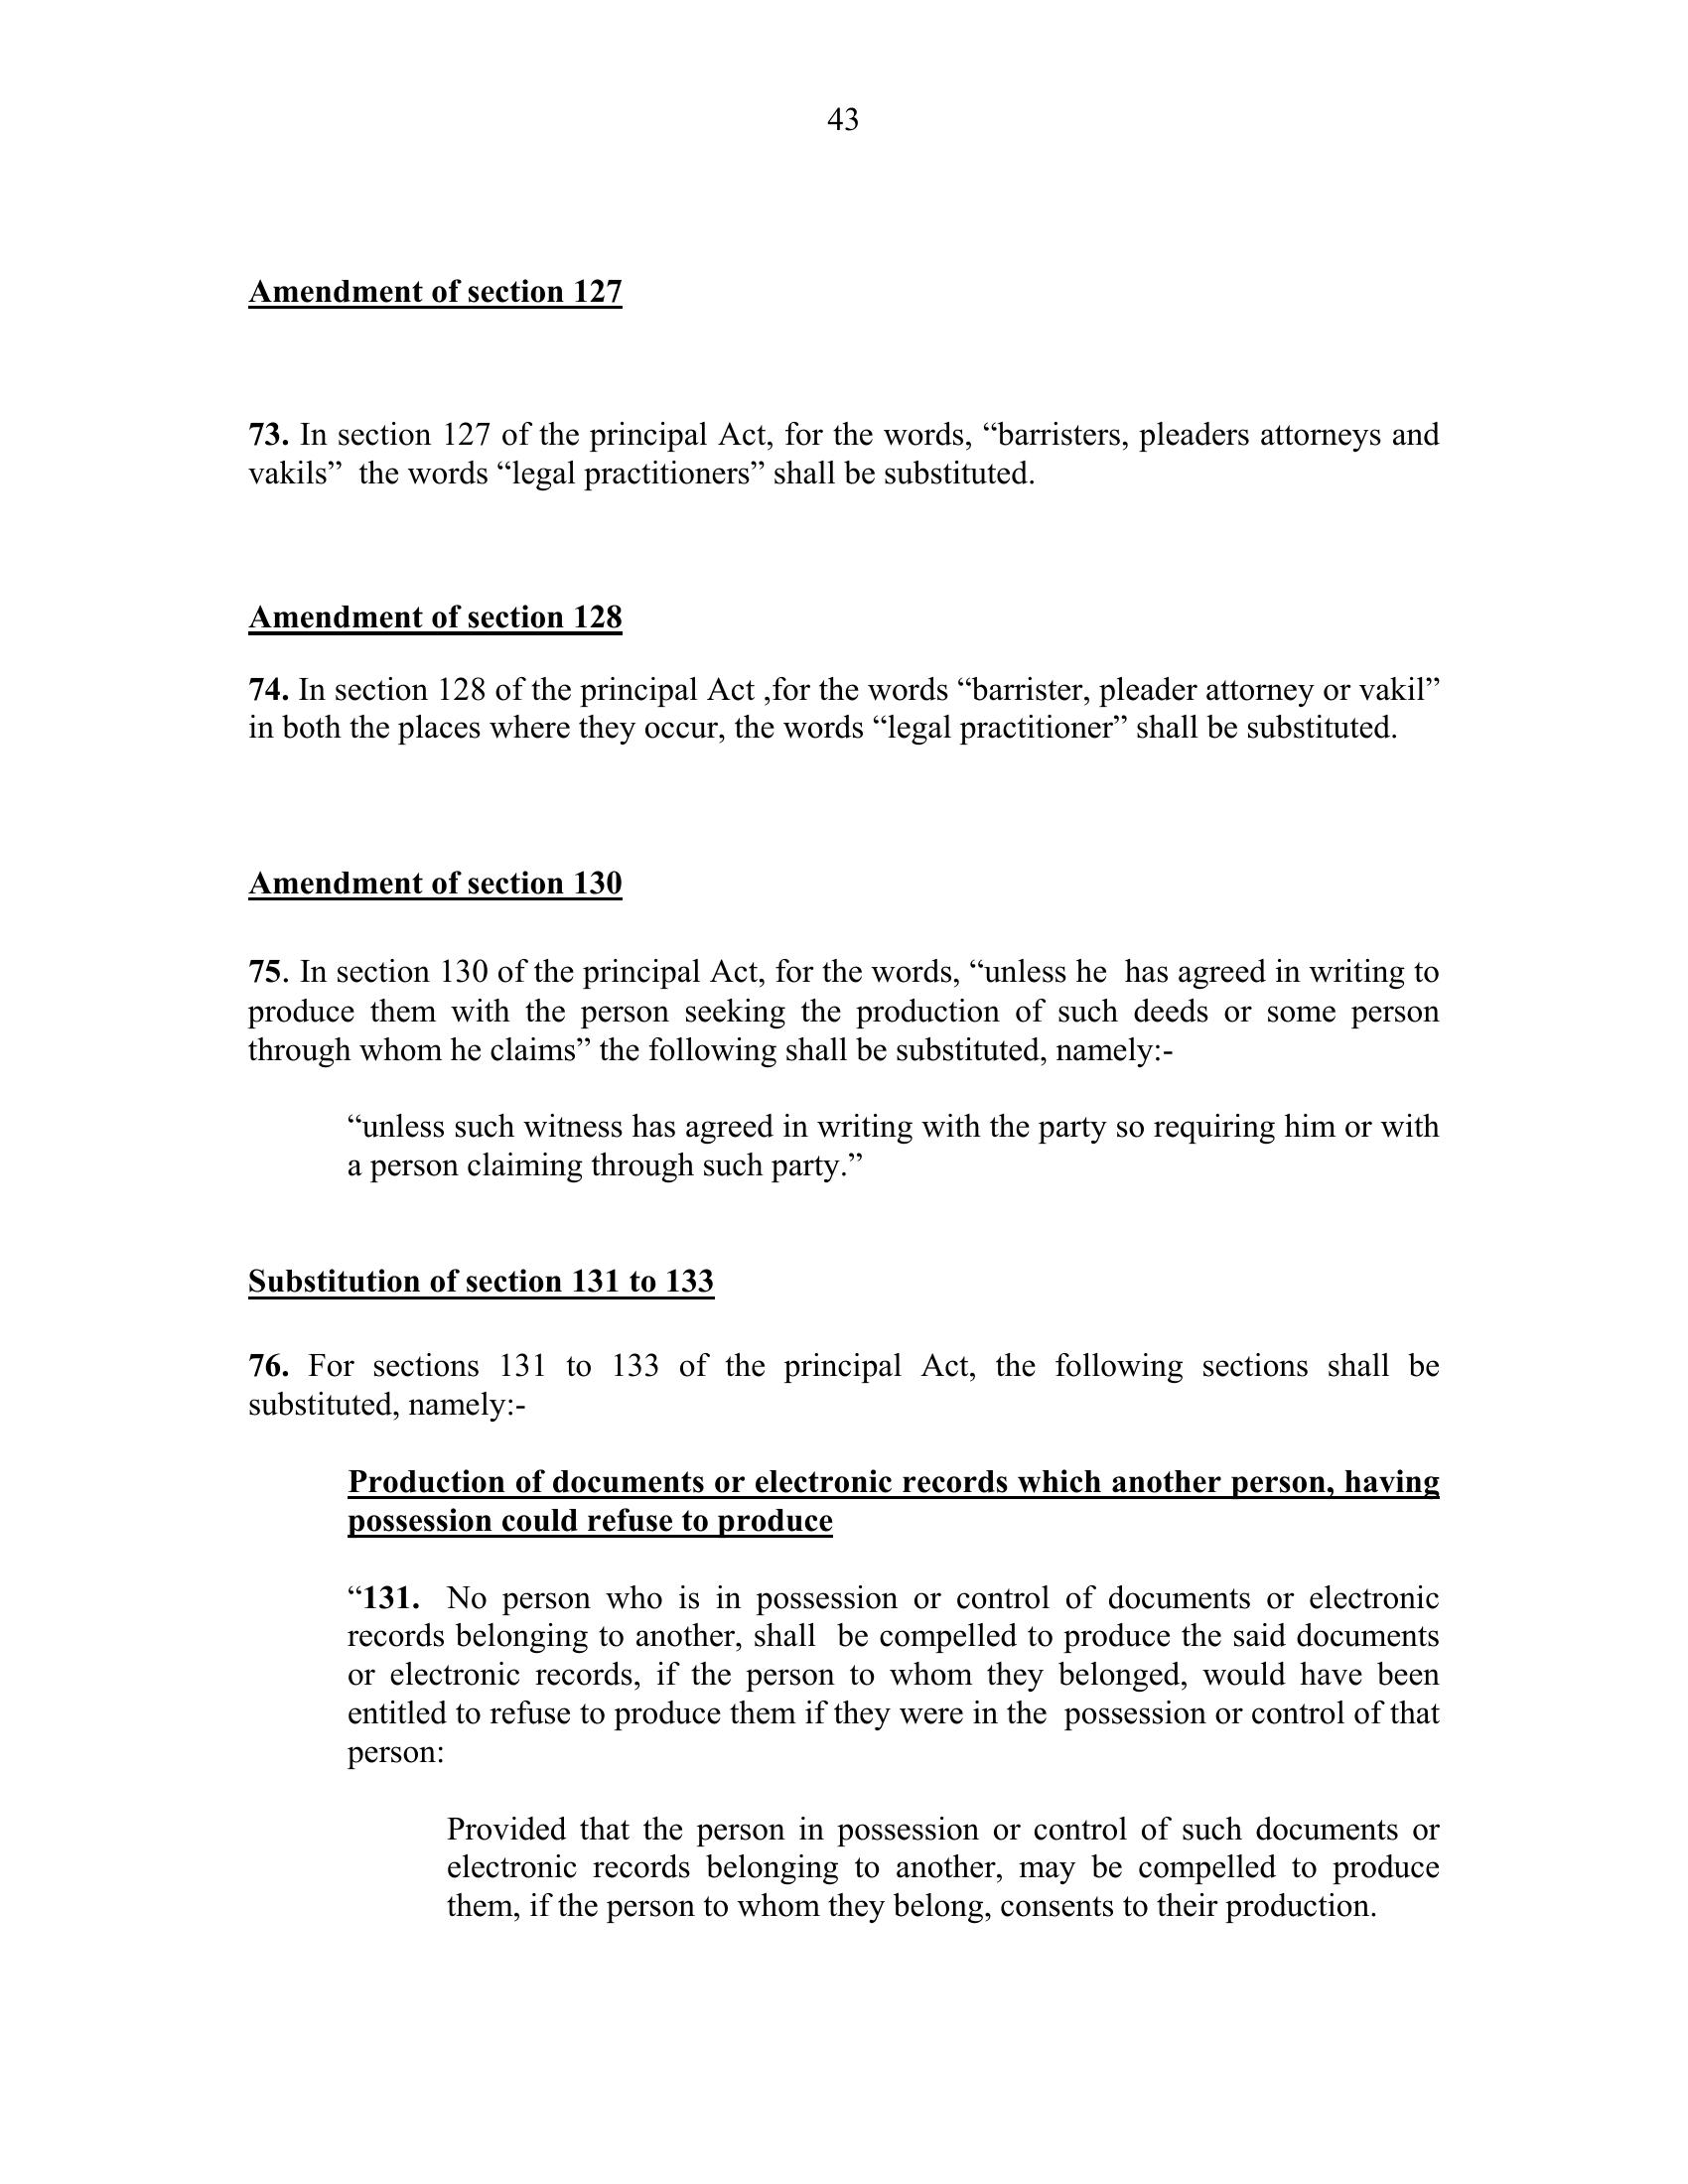 43
Amendment of section 127
73. In section 127 of the principal Act, for the words, “barristers, pleaders attorneys and
vakils”  the words “legal practitioners” shall be substituted.
Amendment of section 128
74. In section 128 of the principal Act ,for the words “barrister, pleader attorney or vakil”
in both the places where they occur, the words “legal practitioner” shall be substituted.
Amendment of section 130
75. In section 130 of the principal Act, for the words, “unless he  has agreed in writing to
produce them with the person seeking the production of such deeds or some person
through whom he claims” the following shall be substituted, namely:-
“unless such witness has agreed in writing with the party so requiring him or with
a person claiming through such party.”
Substitution of section 131 to 133
76. For sections 131 to 133 of the principal Act, the following sections shall be
substituted, namely:-
Production of documents or electronic records which another person, having
possession could refuse to produce
“131.  No person who is in possession or control of documents or electronic
records belonging to another, shall  be compelled to produce the said documents
or electronic records, if the person to whom they belonged, would have been
entitled to refuse to produce them if they were in the  possession or control of that
person:
Provided that the person in possession or control of such documents or
electronic records belonging to another, may be compelled to produce
them, if the person to whom they belong, consents to their production.